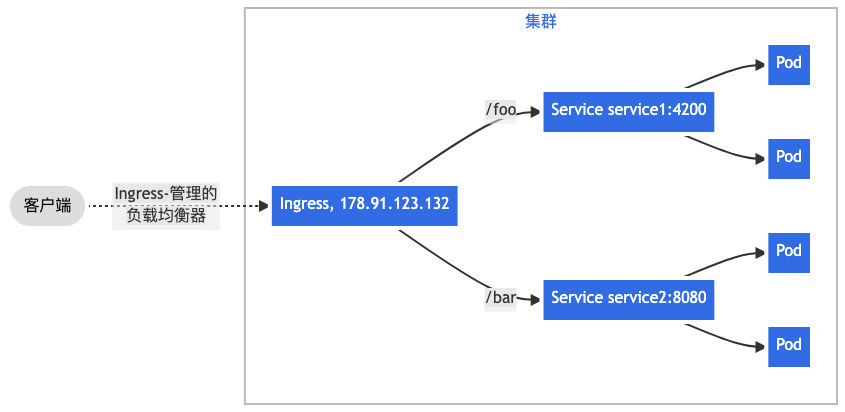 集群
客户端
Ingress-管理的
负载均衡器
Ingress, 178.91.123.132
/foo
Service service1:4200
Pod
Pod
/bar
Service service2:8080
Pod
Pod